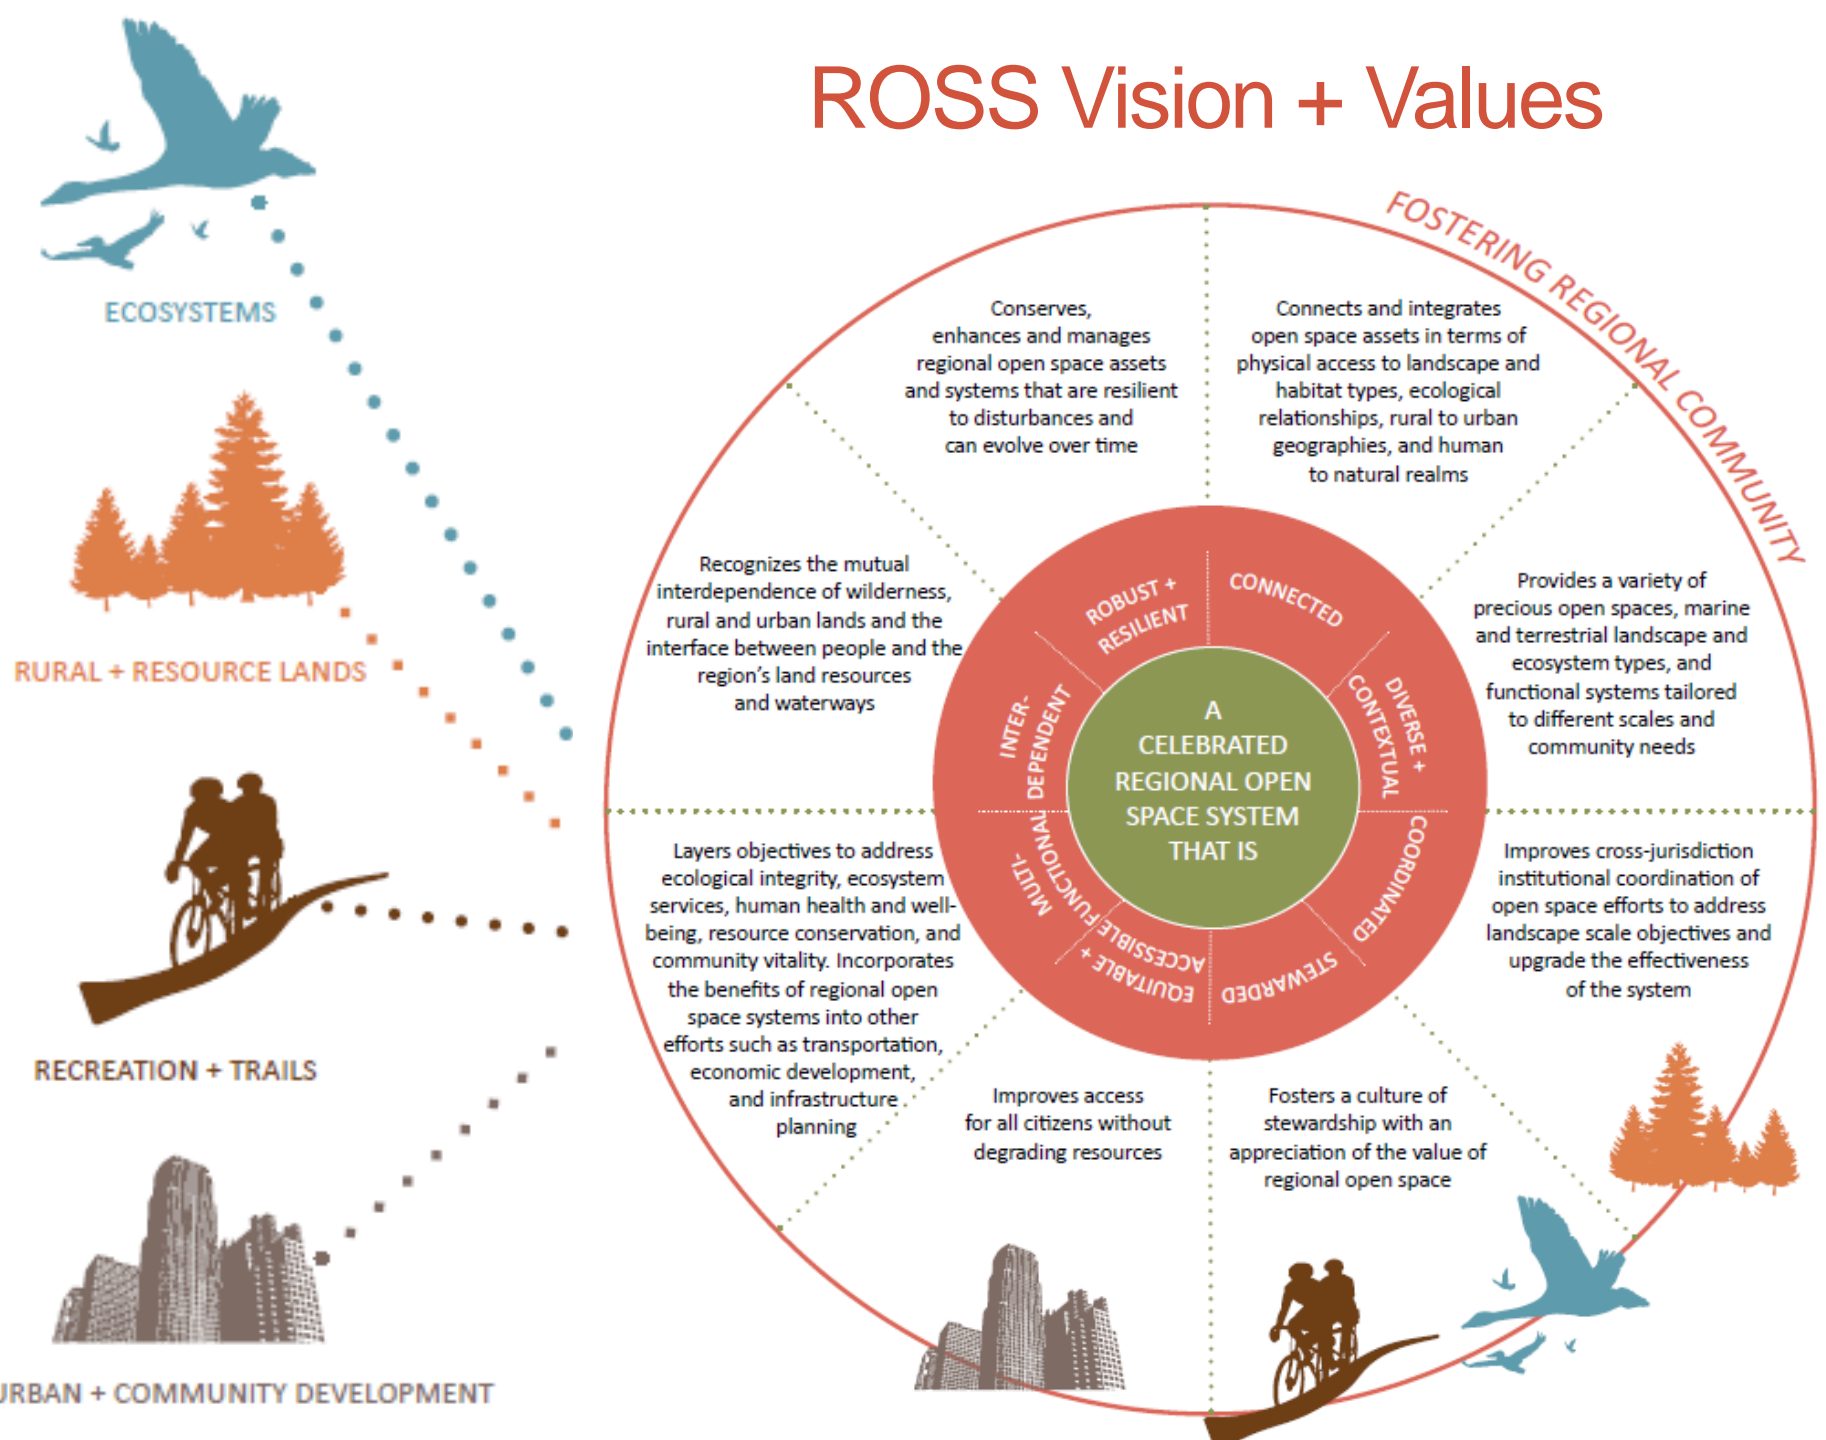 ROSS Vision + Values
ECOSYSTEMS
RURAL + RESOURCE LANDS
RECREATION + TRAILS
URBAN + COMMUNITY DEVELOPMENT
FOSTERING REGIONAL COMMUNITY
Conserves,
enhances and manages
regional open space assets
and systems that are resilient
to disturbances and
can evolve over time
Connects and integrates
open space assets in terms of
physical access to landscape and
habitat types, ecological
relationships, rural to urban
geographies, and human
to natural realms
Recognizes the mutual
interdependence of wilderness,
rural and urban lands and the
interface between people and the
region's land resources
and waterways
Provides a variety of
precious open spaces, marine
and terrestrial landscape and
ecosystem types, and
functional systems tailored
to different scales and
community needs
ROBUST +
RESILIENT
CONNECTED
INTER-
DEPENDENT
DIVERSE +
CONTEXTUAL
A
CELEBRATED
REGIONAL OPEN
SPACE SYSTEM
THAT IS
MULTI-
FUNCTIONAL
COORDINATED
EQUITABLE +
ACCESSIBLE
STEWARDED
Layers objectives to address
ecological integrity, ecosystem
services, human health and well-
being, resource conservation, and
community vitality. Incorporates
the benefits of regional open
space systems into other
efforts such as transportation,
economic development,
and infrastructure
planning
Improves cross-jurisdiction
institutional coordination of
open space efforts to address
landscape scale objectives and
upgrade the effectiveness
of the system
Improves access
for all citizens without
degrading resources
Fosters a culture of
stewardship with an
appreciation of the value of
regional open space